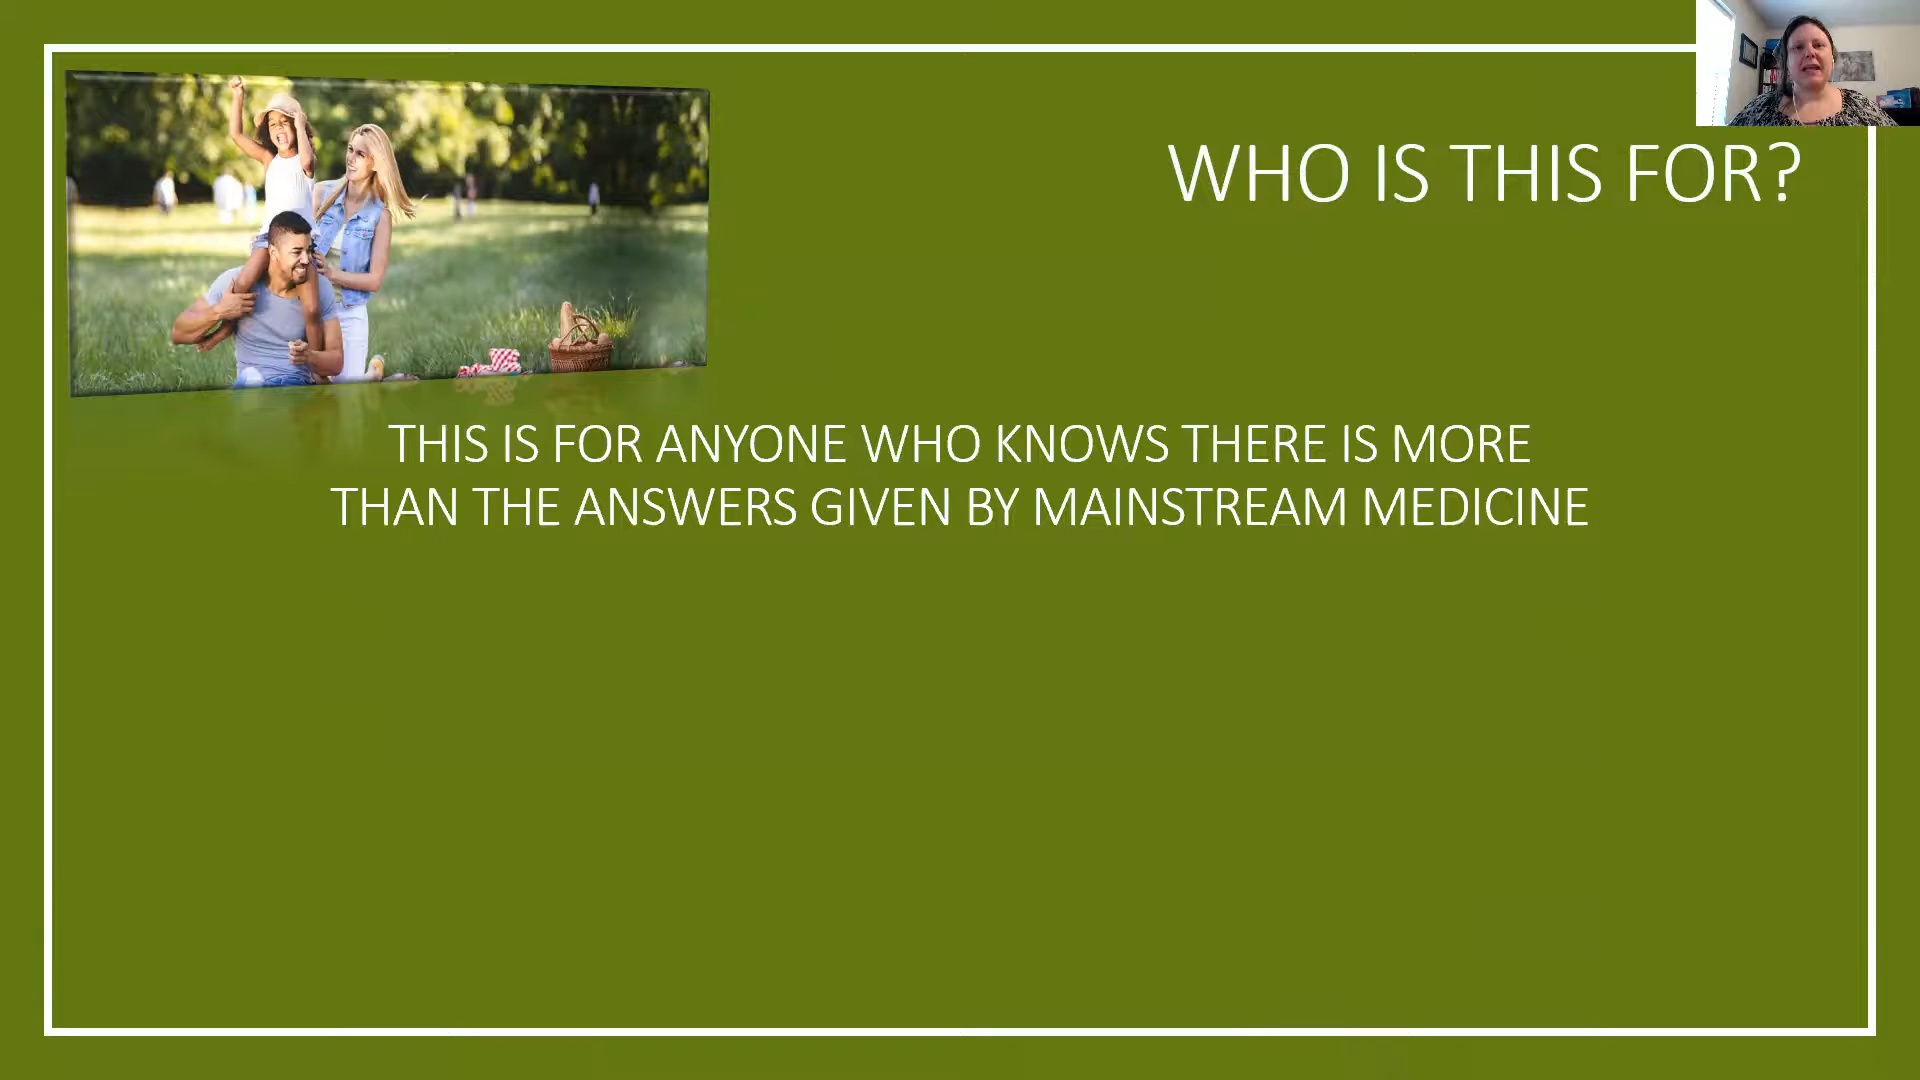 WHO IS THIS FOR?
THIS IS FOR ANYONE WHO KNOWS THERE IS MORE
THAN THE ANSWERS GIVEN BY MAINSTREAM MEDICINE